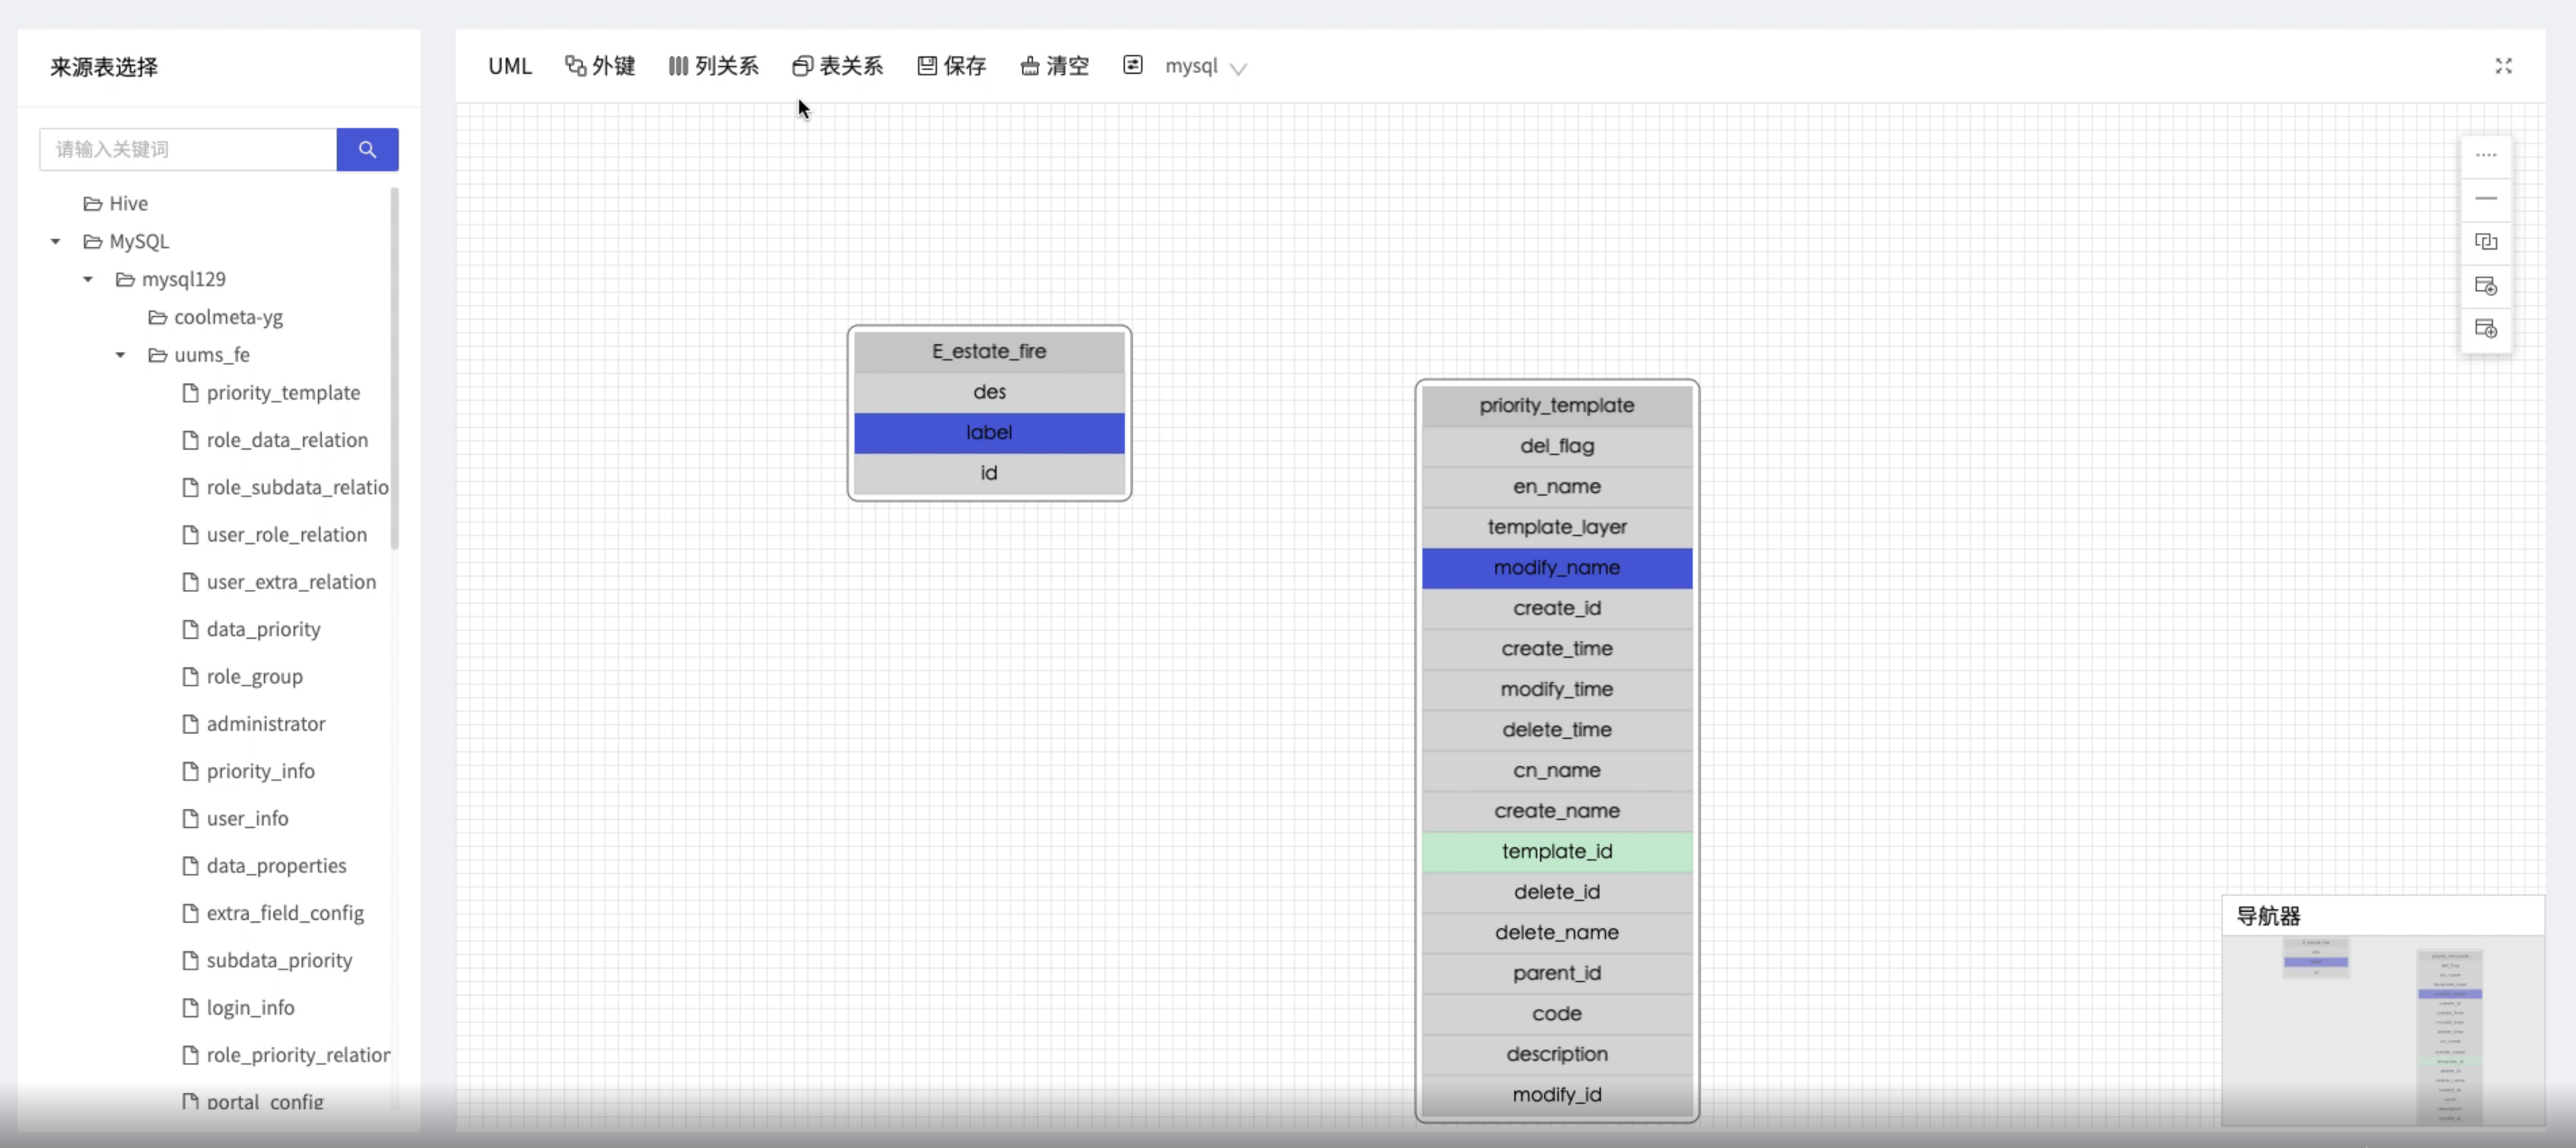 来源表选择
请输入关键词
Hive
MySQL
mysql129
coolmeta-yg
uums_fe
priority_template
role_data_relation
role_subdata_relatio
user_role_relation
user_extra_relation
data_priority
role_group
administrator
priority_info
user_info
data_properties
extra_field_config
subdata_priority
login_info
role_priority_relation
portal_config
UML 外键 列关系 表关系 保存 清空 mysql
E_estate_fire
des
label
id
priority_template
del_flag
en_name
template_layer
modify_name
create_id
create_time
modify_time
delete_time
cn_name
create_name
template_id
delete_id
delete_name
parent_id
code
description
modify_id
导航器